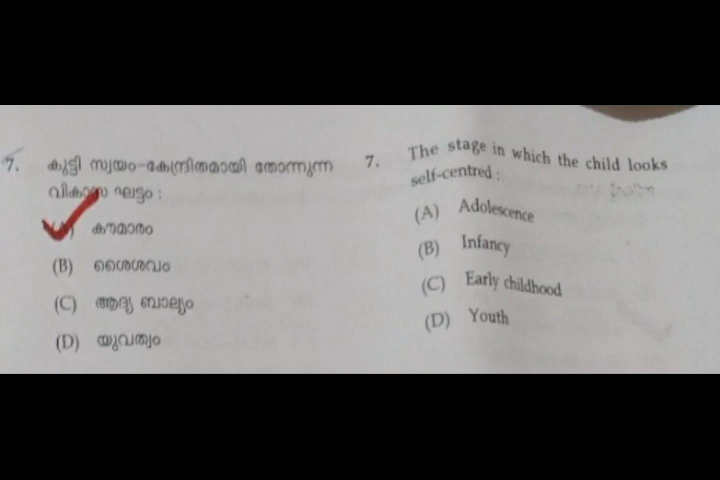 7. കുട്ടി സ്വയം-കേന്ദ്രിതമായി തോന്നുന്ന
വികാസ ഘട്ടം :
(A) കൗമാരം
(B) ശൈശവം
(C) ആദ്യ ബാല്യം
(D) യുവത്വം
7. The stage in which the child looks
self-centred :
(A) Adolescence
(B) Infancy
(C) Early childhood
(D) Youth